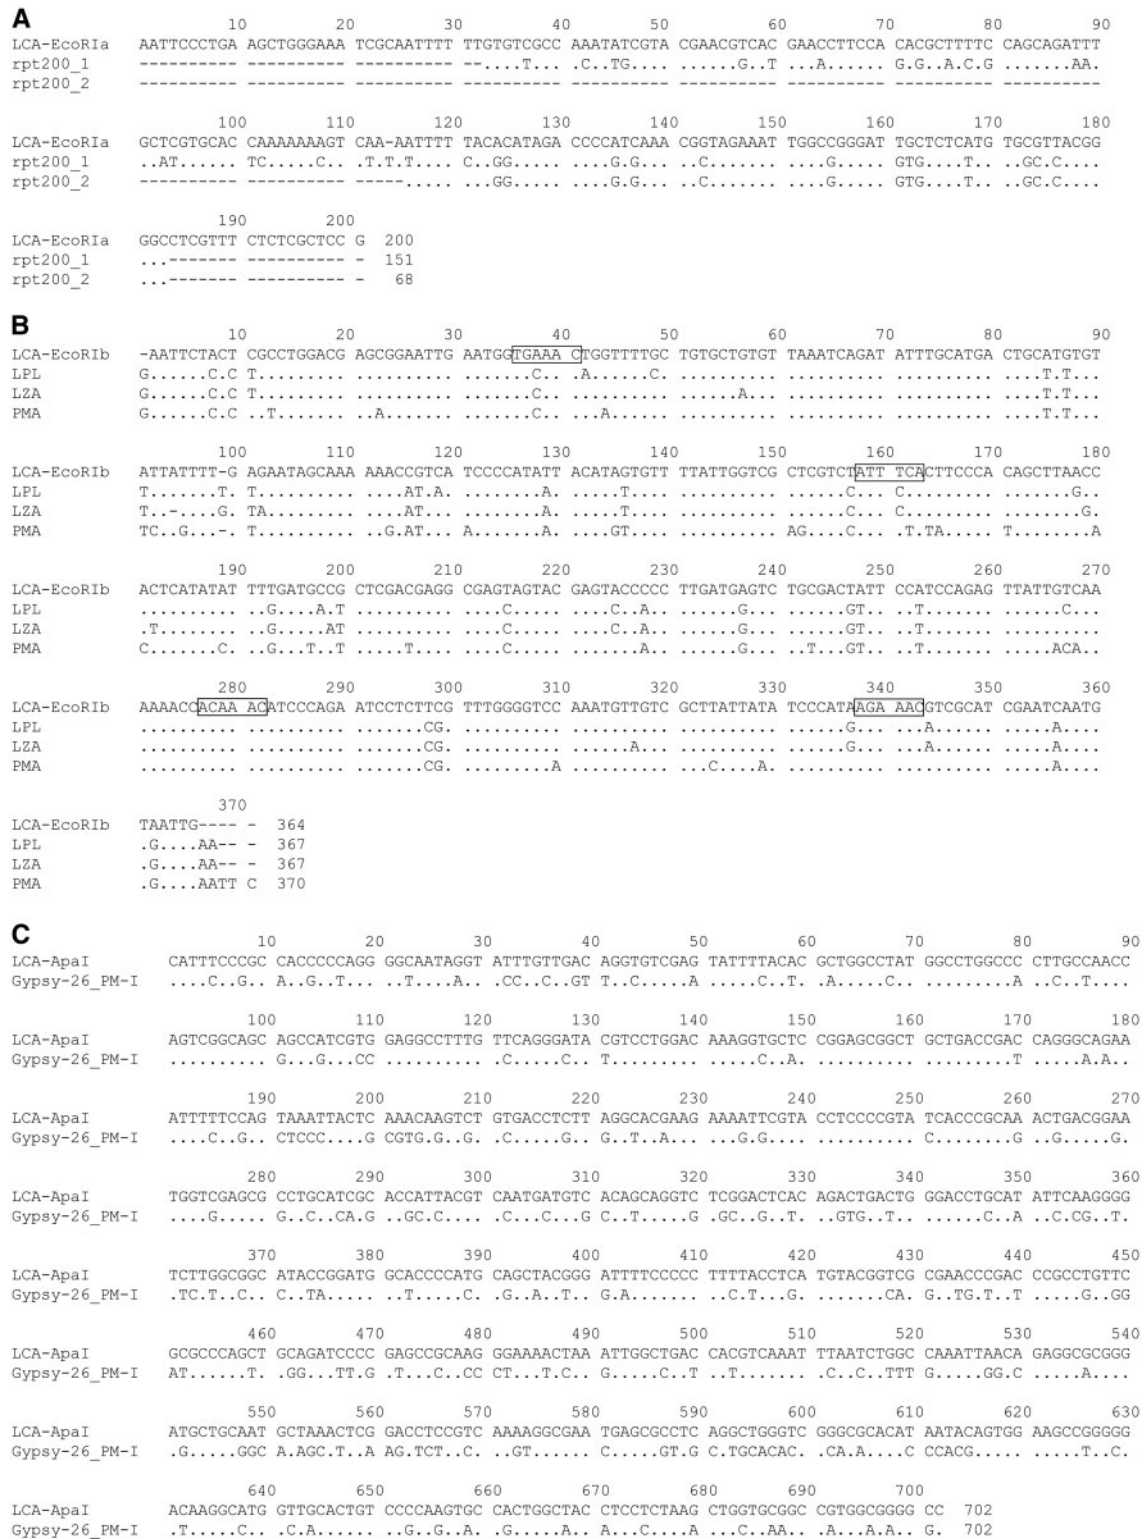 A
10 20 30 40 50 60 70 80 90
LCA-EcoRIa AATTCCCTGA AGCTGGGAAA TCGCAATTTT TTGTGTCGCC AAATATCGTA CGAACGTCAC GAACCTTCCA CACGCTTTTC CAGCAGATTT
rpt200_1 ---------- ---------- ---------- --....T... .C..TG.... ......G..T ...A...... G.G..A.C.G .......AA.
rpt200_2 ---------- ---------- ---------- ---------- ---------- ---------- ---------- ---------- ----------
100 110 120 130 140 150 160 170 180
LCA-EcoRIa GCTCGTGCAC CAAAAAAAGT CAA-AATTTT TACACATAGA CCCCATCAAA CGGTAGAAAT TGGCCGGGAT TGCTCTCATG TGCGTTACGG
rpt200_1 ..AT...... TC.....C.. .T.T.T.... C..GG..... .....G.G.. ...C...... ......G... GTG....T.. ...GC.C...
rpt200_2 ---------- ---------- -----..... ...GG..... .....G.G.. ...C...... ......G... GTG....T.. ...GC.C...
190 200
LCA-EcoRIa GGCCTCGTTT CTCTCGCTCC G 200
rpt200_1 ...------- ---------- - 151
rpt200_2 ...------- ---------- - 68
B
10 20 30 40 50 60 70 80 90
LCA-EcoRIb -AATTCTACT CGCCTGGACG AGCGGAATTG AATGGTGAAA CTGGTTTTGC TGTGCTGTGT TAAATCAGAT ATTTGCATGA CTGCATGTGT
LPL G......C.C T......... .......... ........C. .A......C. .......... .......... .......... ....T.T...
LZA G......C.C T......... .......... ........C. .......... ......A... .......... .......... ....T.T...
PMA G......C.C ..T....... ..A....... ........C. ...A...... .......... .......... .......... ....T.T...
100 110 120 130 140 150 160 170 180
LCA-EcoRIb ATTATTTT-G AGAATAGCAAA AAACCGTCA TCCCCATATT ACATAGTGTT TTATTGGTCG CTCGTCTATT TCACTTCCCA CAGCTTAACC
LPL T.......T. T......... .....AT.A. .......A.. .....T.... .......... ......C... .C........ .......G..
LZA T..-....G. TA........ .....AT... .......A.. .....T.... .......... ......C... .C........ ........G.
PMA TC..G...-. T......... ...G.AT... A......A.. ....GT.... .......... AG....C... ..T.TA.... T........A
190 200 210 220 230 240 250 260 270
LCA-EcoRIb ACTCATATAT TTTGATGCCG CTCGACGAGG CGAGTAGTAC GAGTACCCCC TTGATGAGTC TGCGACTATT CCATCCAGAG TTATTGTCAA
LPL .......... ..G....A.T .......... ....C..... .....C..A. ......G... ......GT.. ..T....... ......C...
LZA .T........ ..G....AT .......... ....C..... .....C..A. ......G... ......GT.. ..T....... ..........
PMA C.......C. ..G...T..T .....T.... ....C..... ........A. ......G... ...T..GT.. ..T....... .....ACA..
280 290 300 310 320 330 340 350 360
LCA-EcoRIb AAAACCACAA ACATCCCAGA ATCCTCTTCG TTTGGGGTCC AAATGTTGTC GCTTATTATA TCCCATAAGA AACGTCGCAT CGAATCAATG
LPL .......... .......... .......CG. .......... .......... .......... ......G... ..A....... .....A....
LZA .......... .......... .......CG. .......... ....A..... .......... ......G... ..A....... .....A....
PMA .......... .......... .......CG. .........A .......... ...C....A. .......... .......... .....A....
370
LCA-EcoRIb TAATTG---- - 364
LPL .G....AA-- - 367
LZA .G....AA-- - 367
PMA .G....AATT C 370
C
10 20 30 40 50 60 70 80 90
LCA-ApaI CATTTCCCGC CACCCCCAGG GGCAATAGGT ATTTGTTGAC AGGTGTCGAG TATTTTACAC GCTGGCCTAT GGCCTGGCCC CTTGCCAACC
Gypsy-26_PM-I ....C..G.. A..G..T... ...T....A. .CC..C..GT T..C.....A .....C..T. .A.....C.. .........A ..C..T....
100 110 120 130 140 150 160 170 180
LCA-ApaI AGTCGGCAGC AGCCATCGTG GAGGCCTTTG TTCAGGGATA CGTCCTGGAC AAAGGTGCTC CGGAGCGGCT GCTGACCGAC CAGGGCAGAA
Gypsy-26_PM-I .......... G...G...CC .......... .C.....C.. T......... .....C..A. .......... .........T .....A.A..
190 200 210 220 230 240 250 260 270
LCA-ApaI ATTTTTCCAG TAAATTACTC AAACAAGTCT GTGACCTCTT AGGCACGAAG AAAATTCGTA CCTCCCCGTA TCACCCGCAA ACTGACGGAA
Gypsy-26_PM-I ....C..G.. CTCCC....G CGTG.G..G. .C.....G.. G..T..A... ....G.G... .......... C........G ..G.....G.
280 290 300 310 320 330 340 350 360
LCA-ApaI TGGTCGAGCG CCTGCATCGC ACCATTACGT CAATGATGTC ACAGCAGGTC TCGGACTCAC AGACTGACTG GGACCTGCAT ATTCAAGGGG
Gypsy-26_PM-I ....G..... G..C..CA.G ..GC.C.... .C...C...G C..T.....G .GC..G..T. ..GTG..T.. ......C..A ..C.CG..T.
370 380 390 400 410 420 430 440 450
LCA-ApaI TCTTGGCGGC ATACCGGATG GCACCCCATG CAGCTACGGG ATTTTCCCCC TTTTACCTCA TGTACGGTCG CGAACCCGAC CCGCCTGTTC
Gypsy-26_PM-I .TC.T..C.. C..TA..... ...T.....C .G..A..T.. G.A....... ...C.T...G .......CA. G..TG.T..T .....G..GG
460 470 480 490 500 510 520 530 540
LCA-ApaI GCGCCCAGCT GCAGATCCCC GAGCCGCAAG GGAAAACTAA ATTGGCTGAC CACGTCAAAT TTAATCTGGC CAAATTAACA GAGGCGCGGG
Gypsy-26_PM-I AT......T. .GG...TT.G .T...C..CC CT...T.C.. G.....C..T ..T....... .C..C..TTT G.....GG.C .....A....
550 560 570 580 590 600 610 620 630
LCA-ApaI ATGCTGCAAT GCTAAACTCG GACCTCCGTC AAAAGGCGAA TGAGCGCCTC AGGCTGGGTC GGGCGCACAT AATACAGTGG AAGCCGGGGG
Gypsy-26_PM-I .G.....GGC A.AGC.T..A AG.TCT..C. ..GT...... C.....GT.G C.TGCACAC. ..CA.A....C CCACG..... .....T..C.
640 650 660 670 680 690 700
LCA-ApaI ACAAGGCATG GTTGCACTGT CCCCAAGTGC CACTGGCTAC CTCCTCTAAG CTGGTGCGGC CGTGGCGGGG CC 702
Gypsy-26_PM-I .T.....C.. .C.A...... ...G..G..A. .G.....A.. A...C....A ...C..AA.. .A...A.A.. G. 702